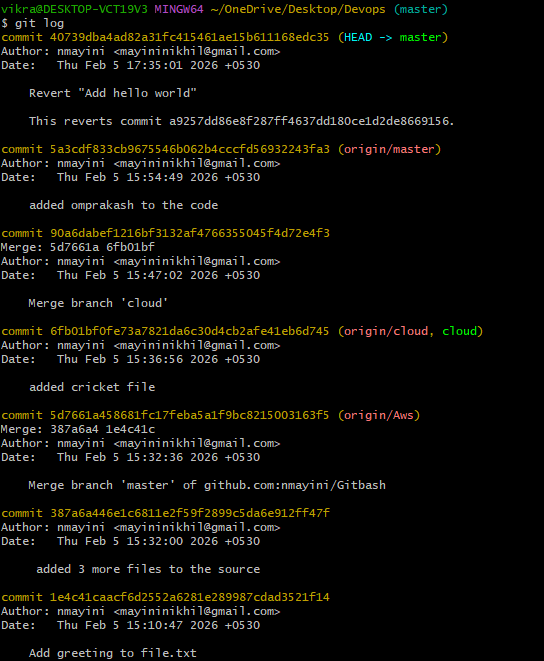 vikra@DESKTOP-VCT19V3 MINGW64 ~/OneDrive/Desktop/Devops (master)
$ git log
commit 40739dba4ad82a31fc415461ae15b611168edc35 (HEAD -> master)
Author: nmayini <mayininikhil@gmail.com>
Date:   Thu Feb 5 17:35:01 2026 +0530

    Revert "Add hello world"

    This reverts commit a9257dd86e8f287ff4637dd180ce1d2de8669156.

commit 5a3cdf833cb9675546b062b4cccfd56932243fa3 (origin/master)
Author: nmayini <mayininikhil@gmail.com>
Date:   Thu Feb 5 15:54:49 2026 +0530

    added omprakash to the code

commit 90a6dabef1216bf3132af4766355045f4d72e4f3
Merge: 5d7661a 6fb01bf
Author: nmayini <mayininikhil@gmail.com>
Date:   Thu Feb 5 15:47:02 2026 +0530

    Merge branch 'cloud'

commit 6fb01bf0fe73a7821da6c30d4cb2afe41eb6d745 (origin/cloud, cloud)
Author: nmayini <mayininikhil@gmail.com>
Date:   Thu Feb 5 15:36:56 2026 +0530

    added cricket file

commit 5d7661a458681fc17feba5a1f9bc8215003163f5 (origin/Aws)
Merge: 387a6a4 1e4c41c
Author: nmayini <mayininikhil@gmail.com>
Date:   Thu Feb 5 15:32:36 2026 +0530

    Merge branch 'master' of github.com:nmayini/Gitbash

commit 387a6a446e1c6811e2f59f2899c5da6e912ff47f
Author: nmayini <mayininikhil@gmail.com>
Date:   Thu Feb 5 15:32:00 2026 +0530

     added 3 more files to the source

commit 1e4c41caacf6d2552a6281e289987cdad3521f14
Author: nmayini <mayininikhil@gmail.com>
Date:   Thu Feb 5 15:10:47 2026 +0530

    Add greeting to file.txt